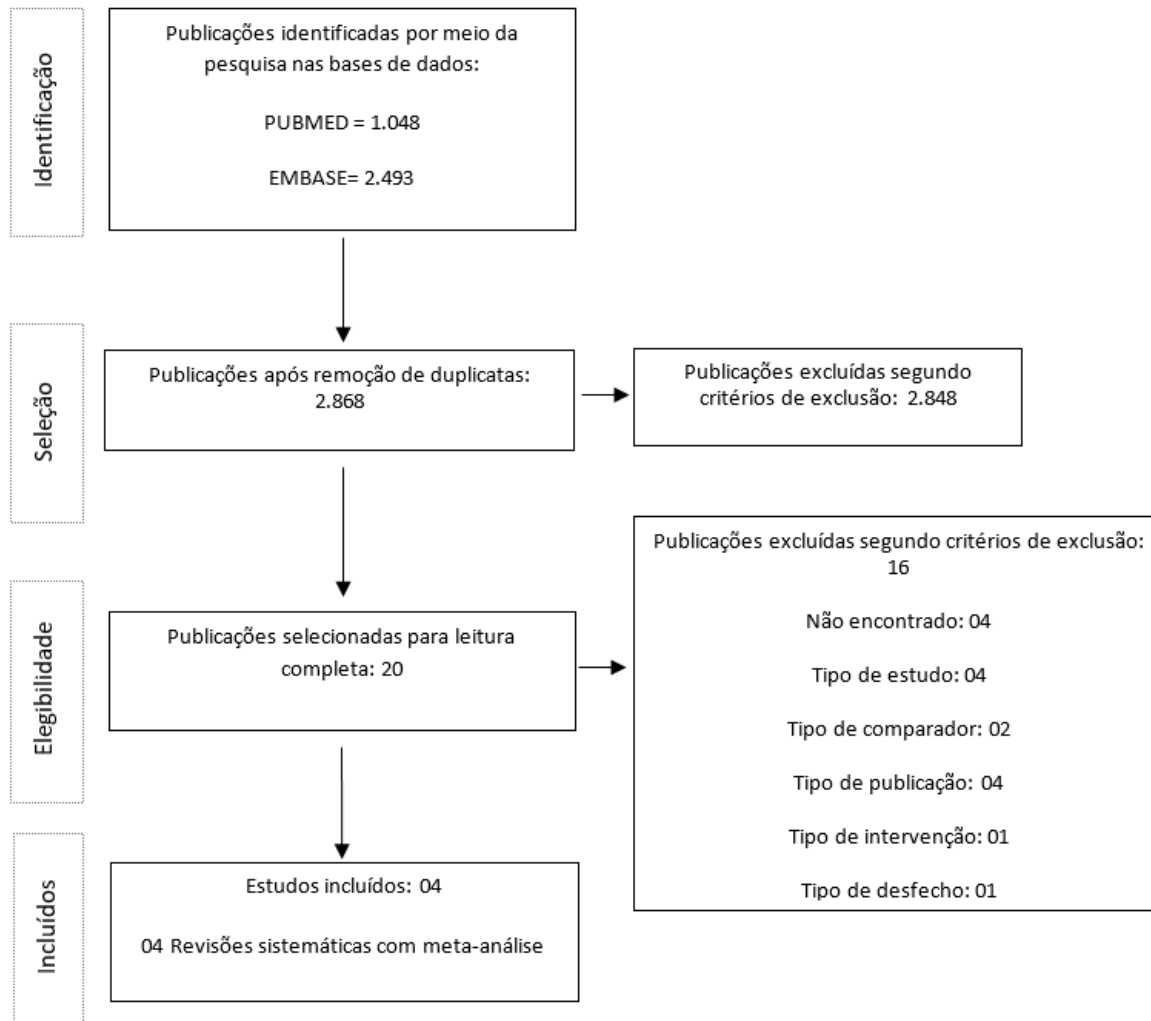 Identificação
Publicações identificadas por meio da
pesquisa nas bases de dados:
PUBMED = 1.048
EMBASE= 2.493
Seleção
Publicações após remoção de duplicatas:
2.868
Publicações excluídas segundo
critérios de exclusão: 2.848
Elegibilidade
Publicações selecionadas para leitura
completa: 20
Publicações excluídas segundo critérios de exclusão:
16
Não encontrado: 04
Tipo de estudo: 04
Tipo de comparador: 02
Tipo de publicação: 04
Tipo de intervenção: 01
Tipo de desfecho: 01
Incluídos
Estudos incluídos: 04
04 Revisões sistemáticas com meta-análise